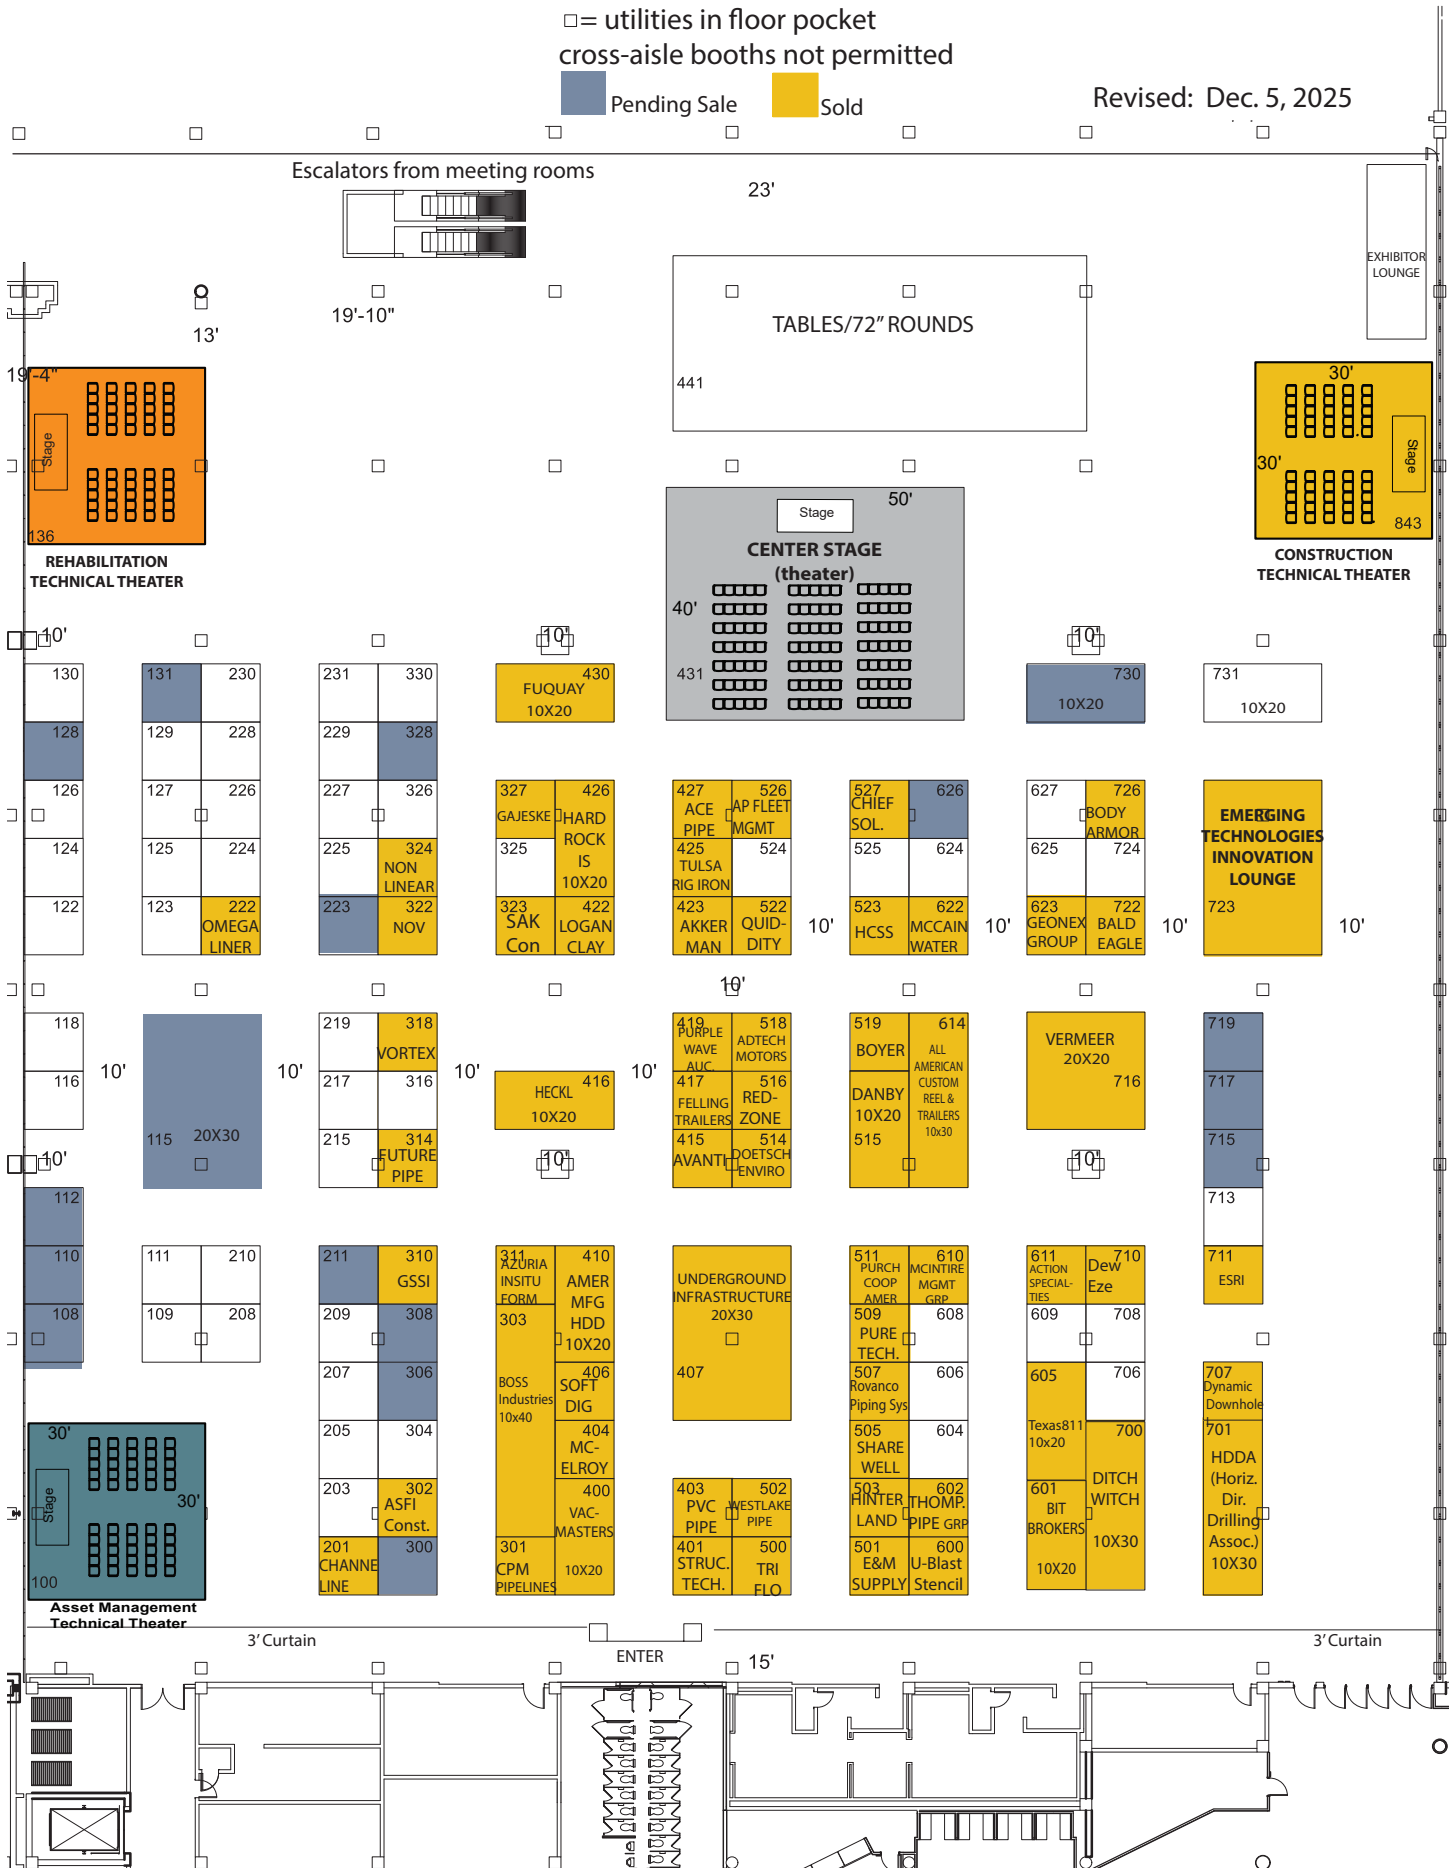 = utilities in floor pocket
cross-aisle booths not permitted
Pending Sale
Sold
Revised: Dec. 5, 2025
Escalators from meeting rooms
23'
EXHIBITOR
LOUNGE
19'-10"
13'
TABLES/72" ROUNDS
441
19'-4"
Stage
136
REHABILITATION
TECHNICAL THEATER
30'
30'
Stage
843
CONSTRUCTION
TECHNICAL THEATER
50'
Stage
CENTER STAGE
(theater)
40'
431
10'
10'
10'
130
131
230
231
330
430
FUQUAY
10X20
730
10X20
731
10X20
128
129
228
229
328
126
127
226
227
326
327
GAJESKE
426
HARD
ROCK
IS
10X20
427
ACE
PIPE
526
AP FLEET
MGMT
527
CHIEF
SOL.
626
627
726
BODY
ARMOR
EMERGING
TECHNOLOGIES
INNOVATION
LOUNGE
723
124
125
224
225
324
NON
LINEAR
325
425
TULSA
RIG IRON
524
525
624
625
724
122
123
222
OMEGA
LINER
223
322
NOV
323
SAK
Con
422
LOGAN
CLAY
423
AKKER
MAN
522
QUID-
DITY
10'
523
HCSS
622
MCCAIN
WATER
10'
623
GEONEX
GROUP
722
BALD
EAGLE
10'
10'
10'
118
116
10'
115
20X30
10'
219
318
VORTEX
217
316
215
314
FUTURE
PIPE
10'
416
HECKL
10X20
10'
419
PURPLE
WAVE
AUC.
518
ADTECH
MOTORS
417
FELLING
TRAILERS
516
RED-
ZONE
415
AVANTI
514
DOETSCH
ENVIRO
519
BOYER
DANBY
10X20
515
614
ALL
AMERICAN
CUSTOM
REEL &
TRAILERS
10x30
VERMEER
20X20
716
719
717
715
713
711
ESRI
10'
10'
10'
112
110
108
111
210
109
208
211
310
GSSI
209
308
207
306
205
304
203
302
ASFI
Const.
201
CHANNE
LINE
300
311
AZURIA
INSITU
FORM
303
BOSS
Industries
10x40
301
CPM
PIPELINES
410
AMER
MFG
HDD
10X20
406
SOFT
DIG
404
MC-
ELROY
400
VAC-
MASTERS
10X20
UNDERGROUND
INFRASTRUCTURE
20X30
407
403
PVC
PIPE
502
WESTLAKE
PIPE
401
STRUC.
TECH.
500
TRI
FLO
511
PURCH
COOP
AMER
610
MCINTIRE
MGMT
GRP
509
PURE
TECH.
608
507
Rovanco
Piping Sys
606
505
SHARE
WELL
604
503
HINTER
LAND
602
THOMP.
PIPE GRP
501
E&M
SUPPLY
600
U-Blast
Stencil
611
ACTION
SPECIAL-
TIES
710
Dew
Eze
609
708
605
Texas811
10x20
706
601
BIT
BROKERS
10X20
700
DITCH
WITCH
10X30
707
Dynamic
Downhole
701
HDDA
(Horiz.
Dir.
Drilling
Assoc.)
10X30
30'
Stage
30'
100
Asset Management
Technical Theater
3' Curtain
ENTER
15'
3' Curtain